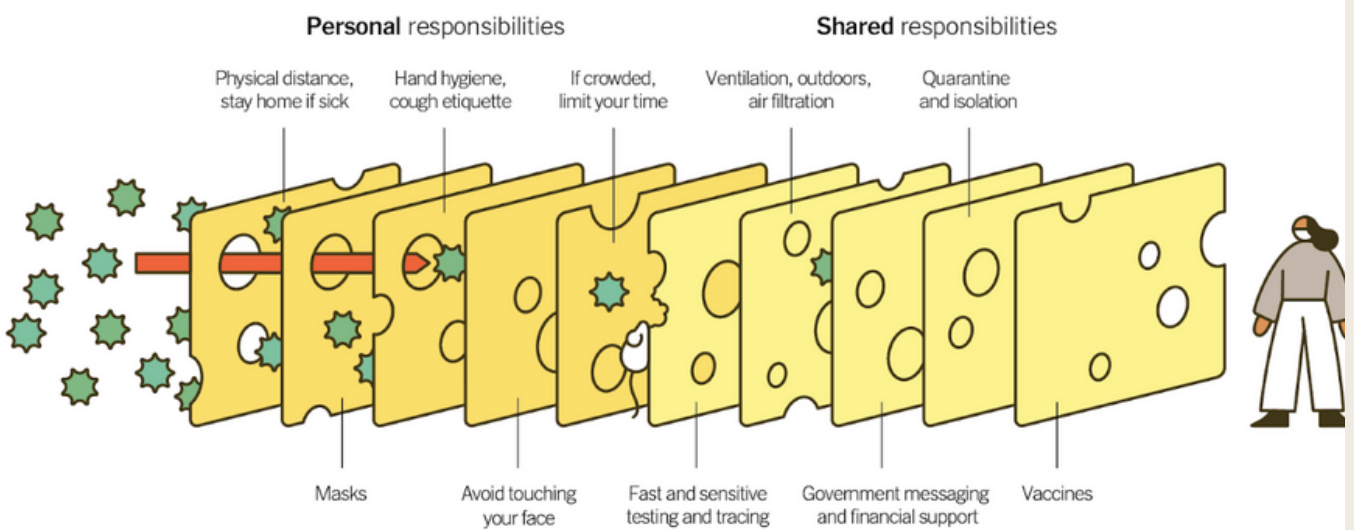 Personal responsibilities
Shared responsibilities
Physical distance,
stay home if sick
Hand hygiene,
cough etiquette
If crowded,
limit your time
Ventilation, outdoors,
air filtration
Quarantine
and isolation
Masks
Avoid touching
your face
Fast and sensitive
testing and tracing
Government messaging
and financial support
Vaccines